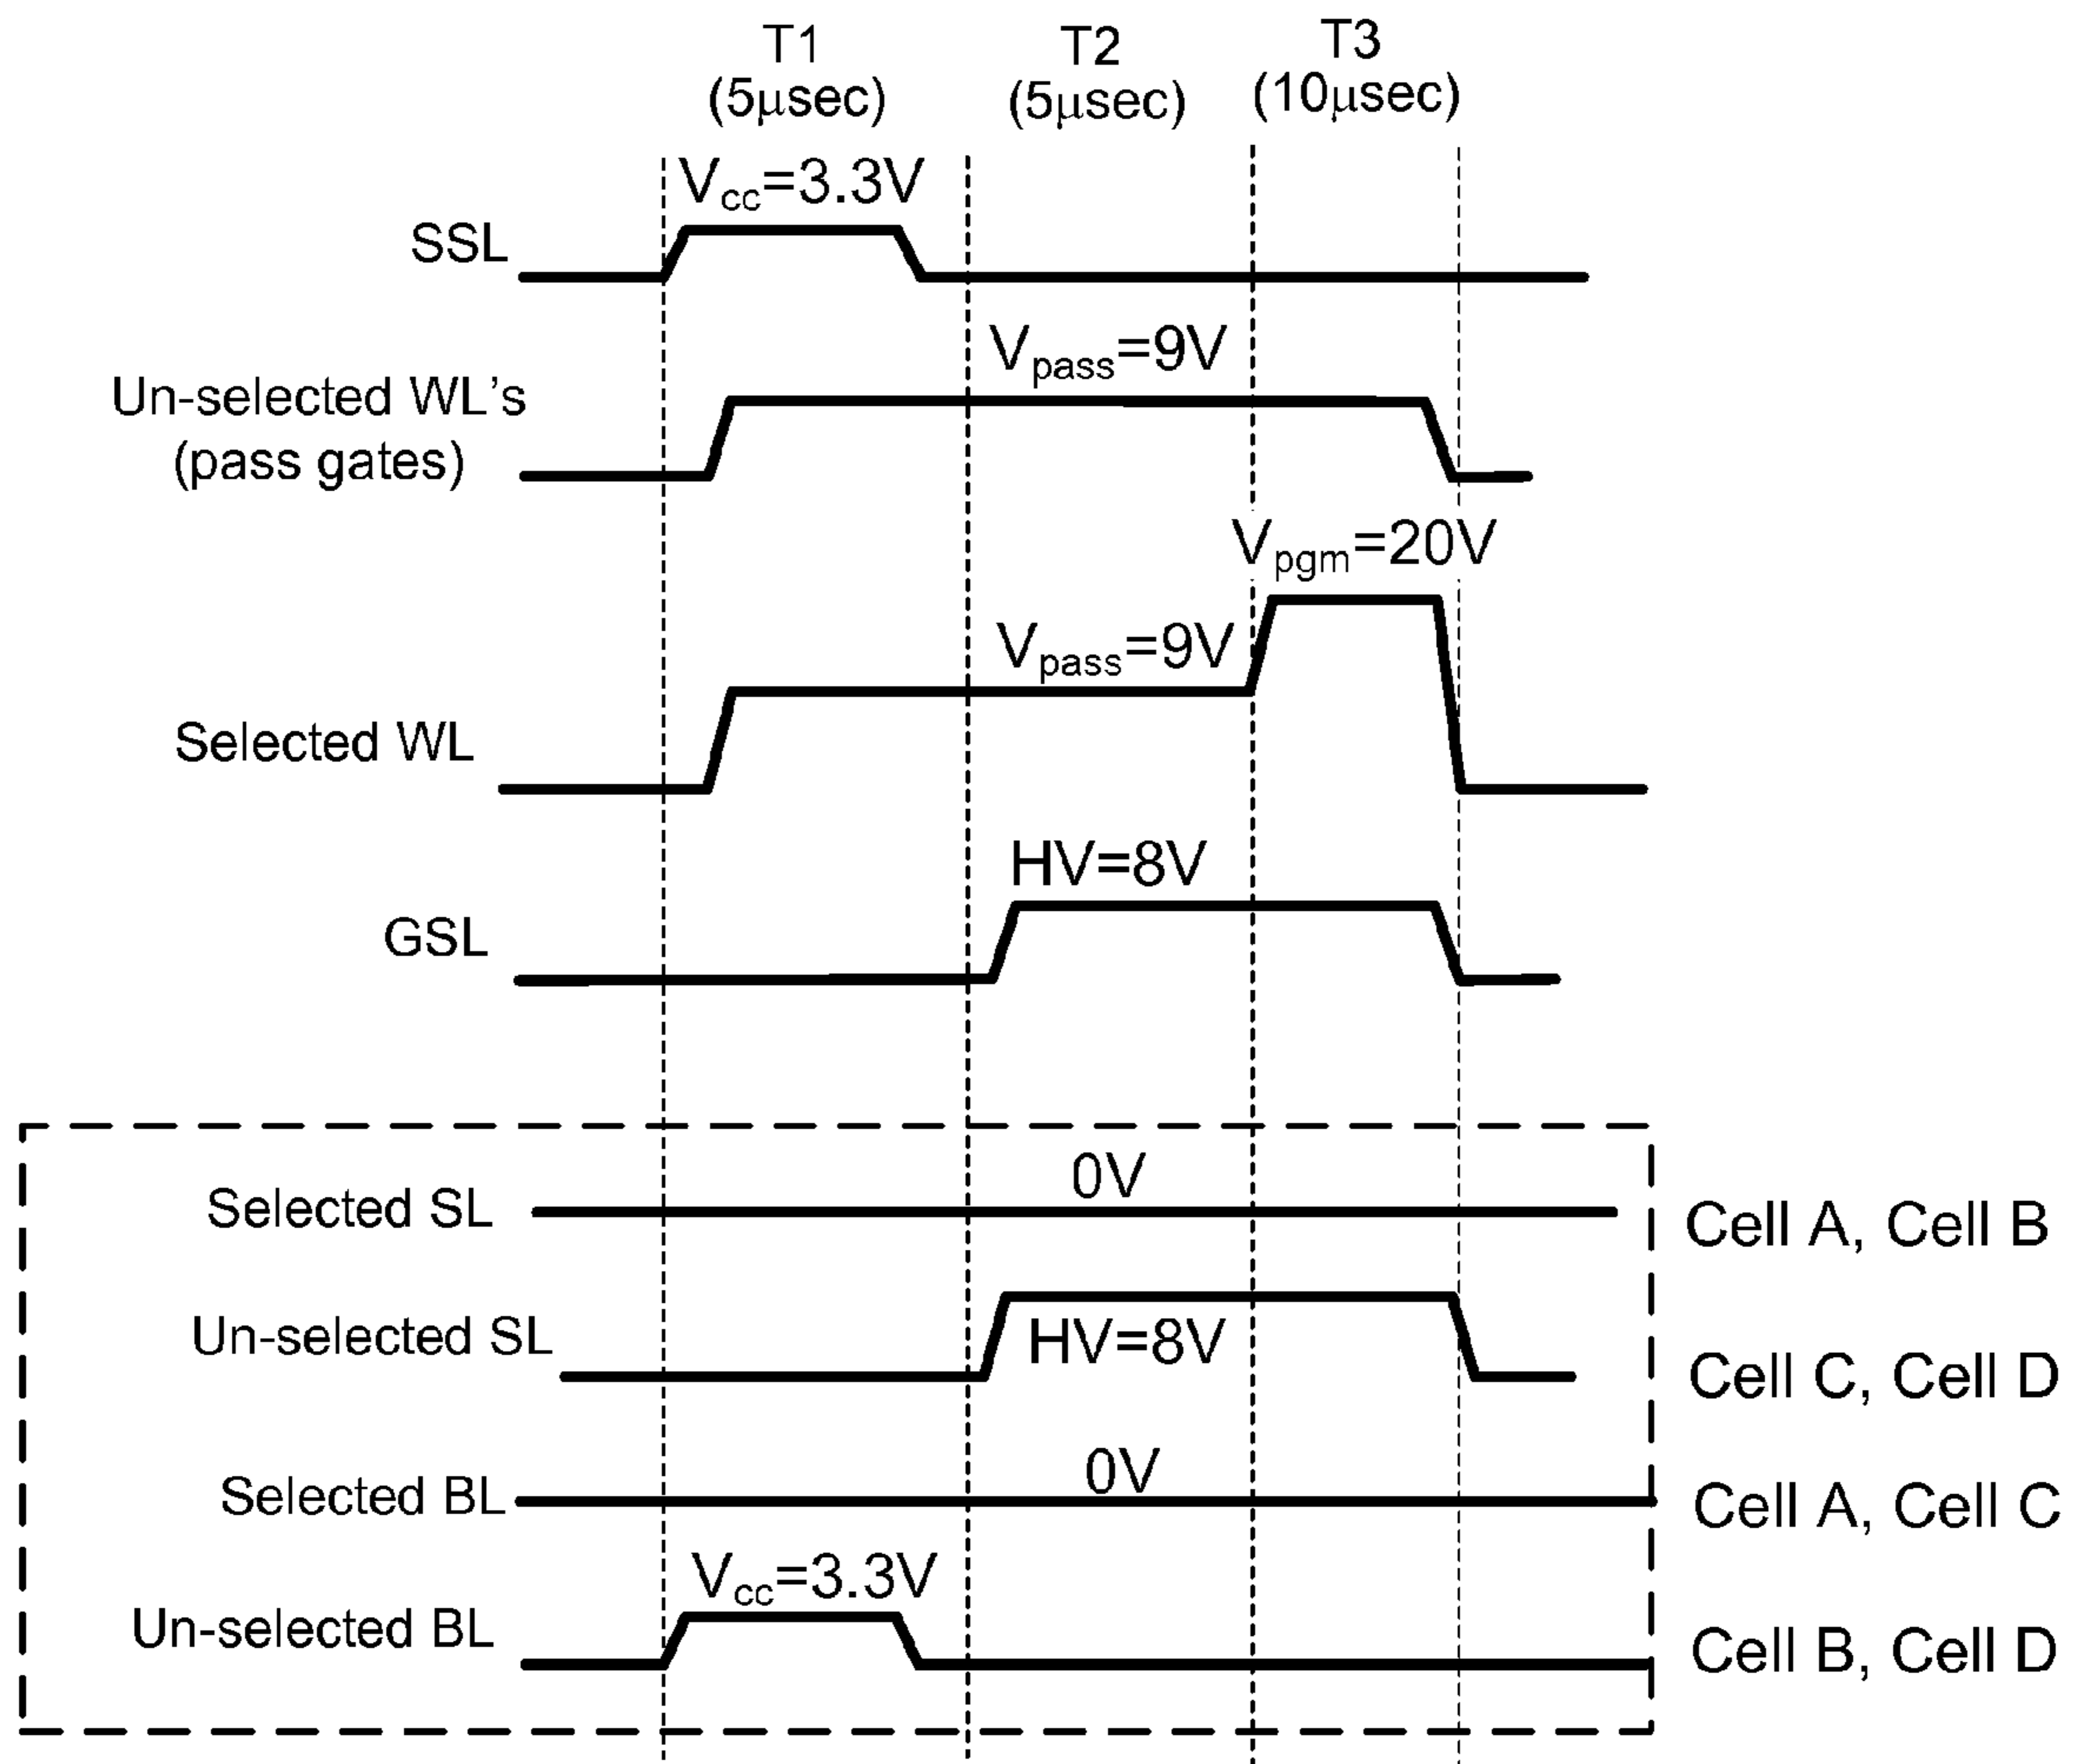 T1
(5μsec)
T2
(5μsec)
T3
(10μsec)
Vcc=3.3V
SSL
Vpass=9V
Un-selected WL's
(pass gates)
Vpgm=20V
Vpass=9V
Selected WL
HV=8V
GSL
0V
Selected SL
Cell A, Cell B
Un-selected SL
HV=8V
Cell C, Cell D
0V
Selected BL
Cell A, Cell C
Vcc=3.3V
Un-selected BL
Cell B, Cell D